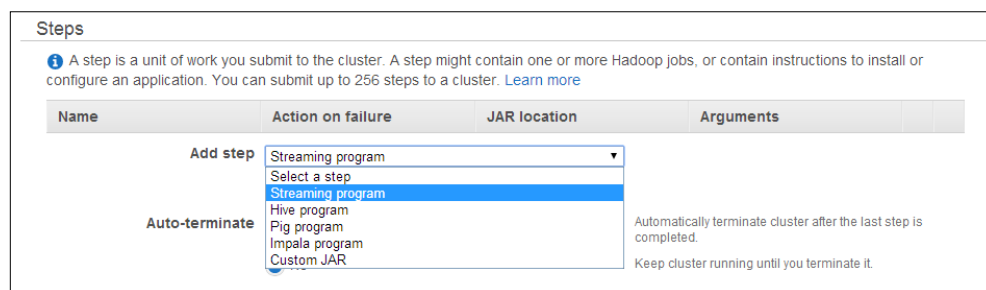 Steps
A step is a unit of work you submit to the cluster. A step might contain one or more Hadoop jobs, or contain instructions to install or
configure an application. You can submit up to 256 steps to a cluster. Learn more
Name Action on failure JAR location Arguments
Add step Streaming program
Select a step
Streaming program
Hive program
Auto-terminate Pig program Automatically terminate cluster after the last step is
completed.
Impala program
Custom JAR
Keep cluster running until you terminate it.